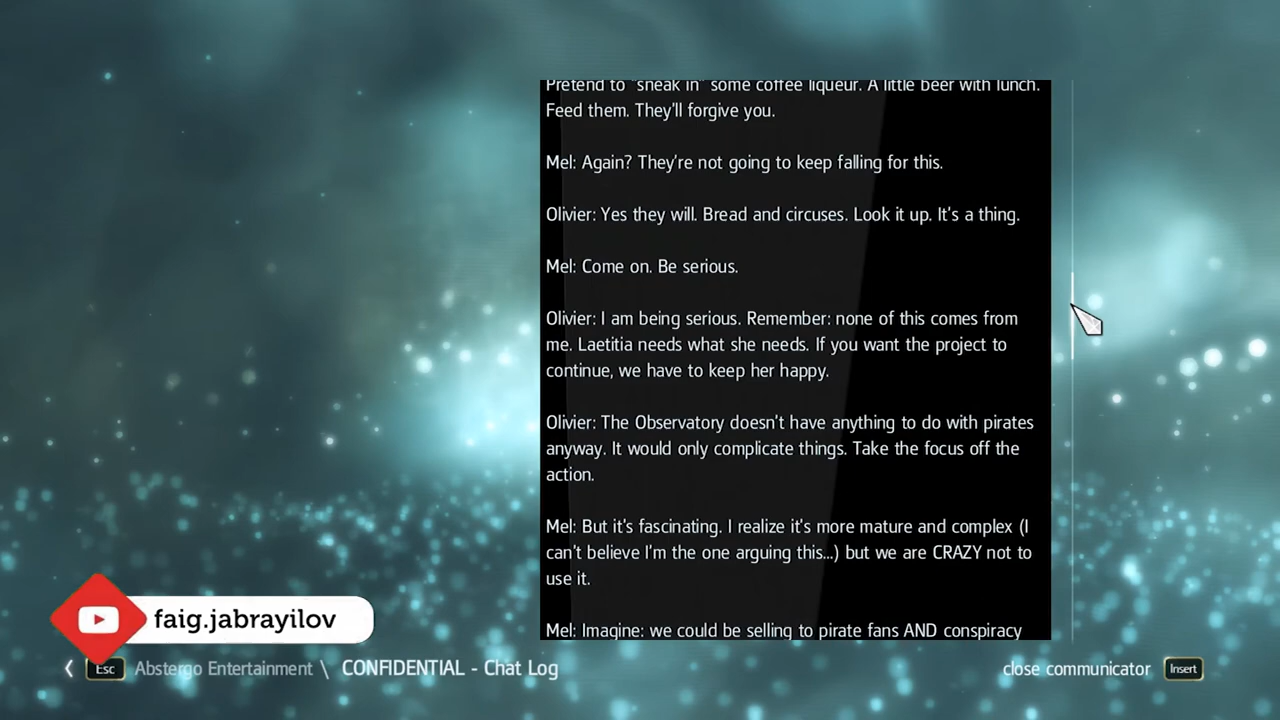 Pretend to "sneak in" some coffee liqueur. A little beer with lunch.
Feed them. They'll forgive you.
Mel: Again? They're not going to keep falling for this.
Olivier: Yes they will. Bread and circuses. Look it up. It's a thing.
Mel: Come on. Be serious.
Olivier: I am being serious. Remember: none of this comes from
me. Laetitia needs what she needs. If you want the project to
continue, we have to keep her happy.
Olivier: The Observatory doesn't have anything to do with pirates
anyway. It would only complicate things. Take the focus off the
action.
Mel: But it's fascinating. I realize it's more mature and complex (I
can't believe I'm the one arguing this...) but we are CRAZY not to
use it.
Mel: Imagine: we could be selling to pirate fans AND conspiracy
faig.jabrayilov
Esc Abstergo Entertainment \ CONFIDENTIAL - Chat Log
close communicator Insert